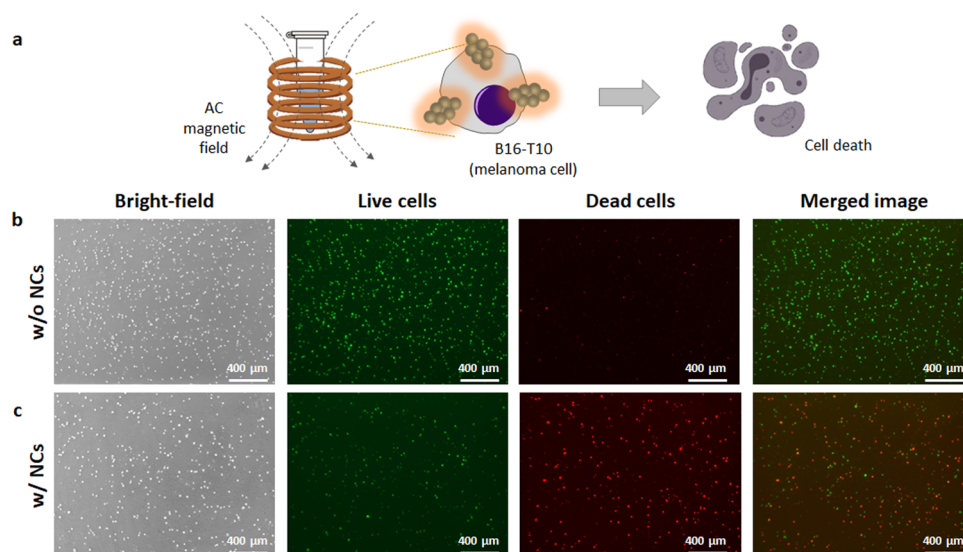 a
AC
magnetic
field
B16-T10
(melanoma cell)
Cell death
Bright-field
Live cells
Dead cells
Merged image
b
w/o NCs
400 μm
400 μm
400 μm
400 μm
c
w/ NCs
400 μm
400 μm
400 μm
400 μm